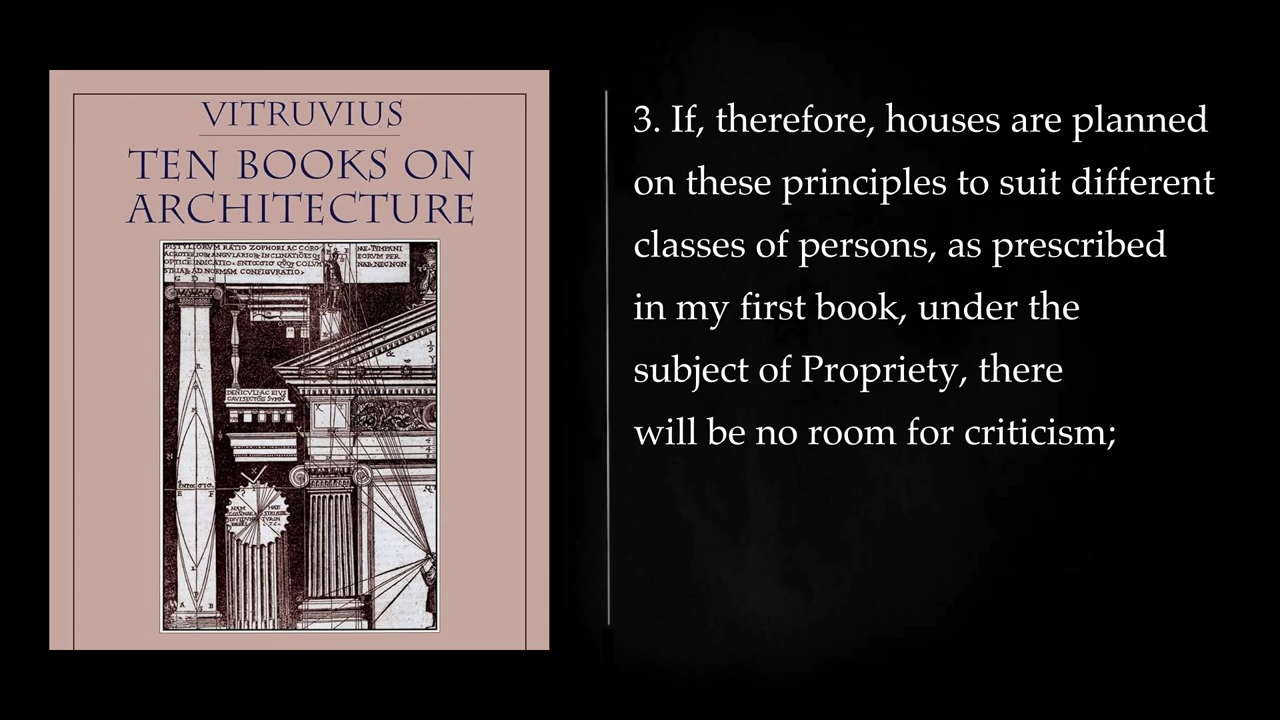 VITRUVIUS
TEN BOOKS ON
ARCHITECTURE
3. If, therefore, houses are planned
on these principles to suit different
classes of persons, as prescribed
in my first book, under the
subject of Propriety, there
will be no room for criticism;